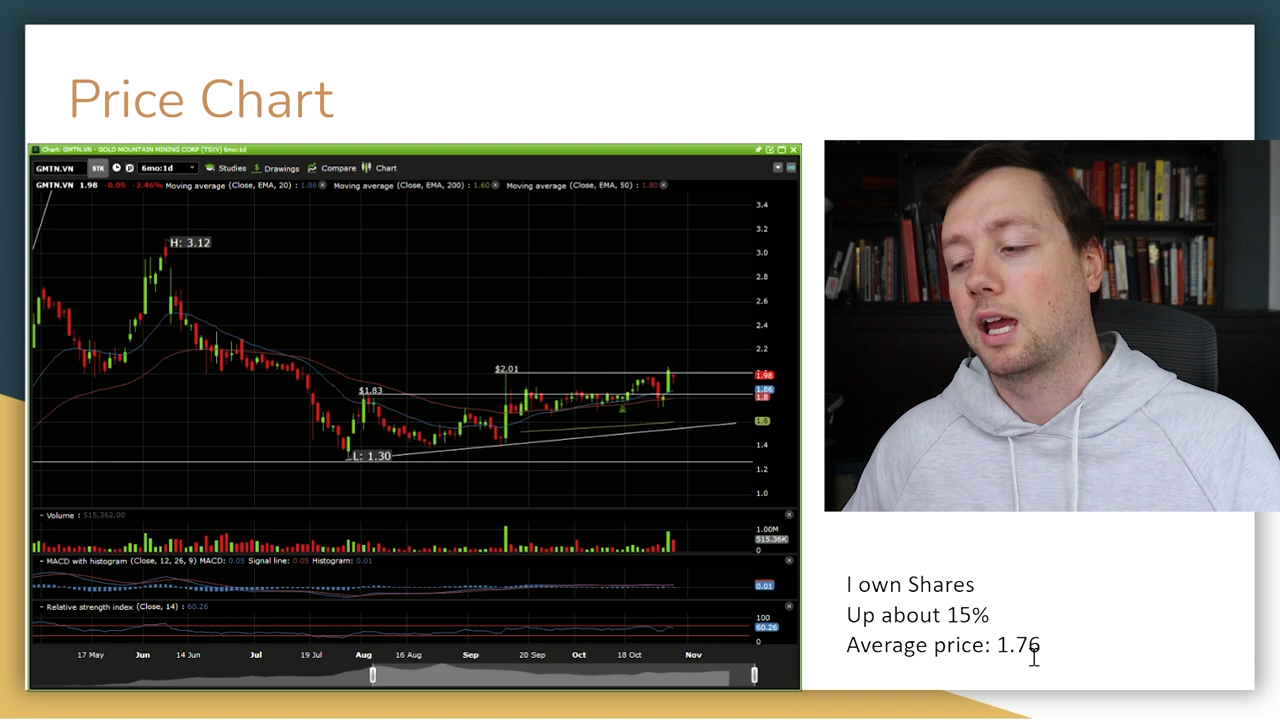 Price Chart
Chart: GMTN.VN - GOLD MOUNTAIN MINING CORP (TSXV) 6mo:1d
GMTN.VN STK 6mo:1d Studies Drawings Compare Chart
GMTN.VN 1.98 -0.05 -2.46% Moving average (Close, EMA, 20) : 1.86 Moving average (Close, EMA, 200) : 1.60 Moving average (Close, EMA, 50) : 1.80
3.4
3.2
H: 3.12
3.0
2.8
2.6
2.4
2.2
$2.01
1.98
$1.83
1.86
1.8
1.6
1.4
L: 1.30
1.2
1.0
Volume : 515,362.00
1.00M
515.36K
0
MACD with histogram (Close, 12, 26, 9) MACD: 0.05 Signal line: 0.05 Histogram: 0.01
0.01
Relative strength index (Close, 14) : 60.26
100
60.26
0
17 May Jun 14 Jun Jul 19 Jul Aug 16 Aug Sep 20 Sep Oct 18 Oct Nov
I own Shares
Up about 15%
Average price: 1.76